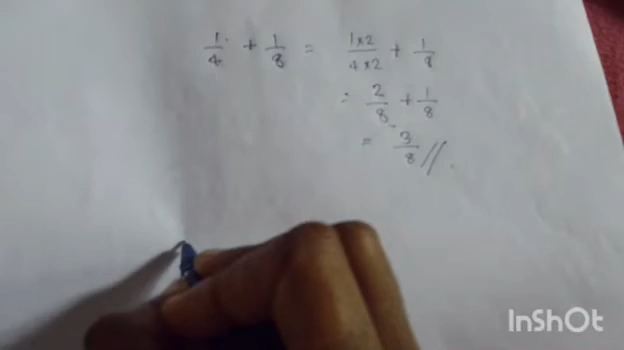 1/4 + 1/8 = 1×2/4×2 + 1/8
= 2/8 + 1/8
= 3/8 //
InShOt